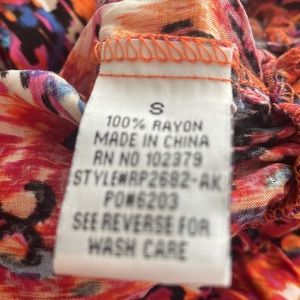 S
100% RAYON
MADE IN CHINA
RN NO 102379
STYLE#RP2682-AK
PO#6203
SEE REVERSE FOR
WASH CARE